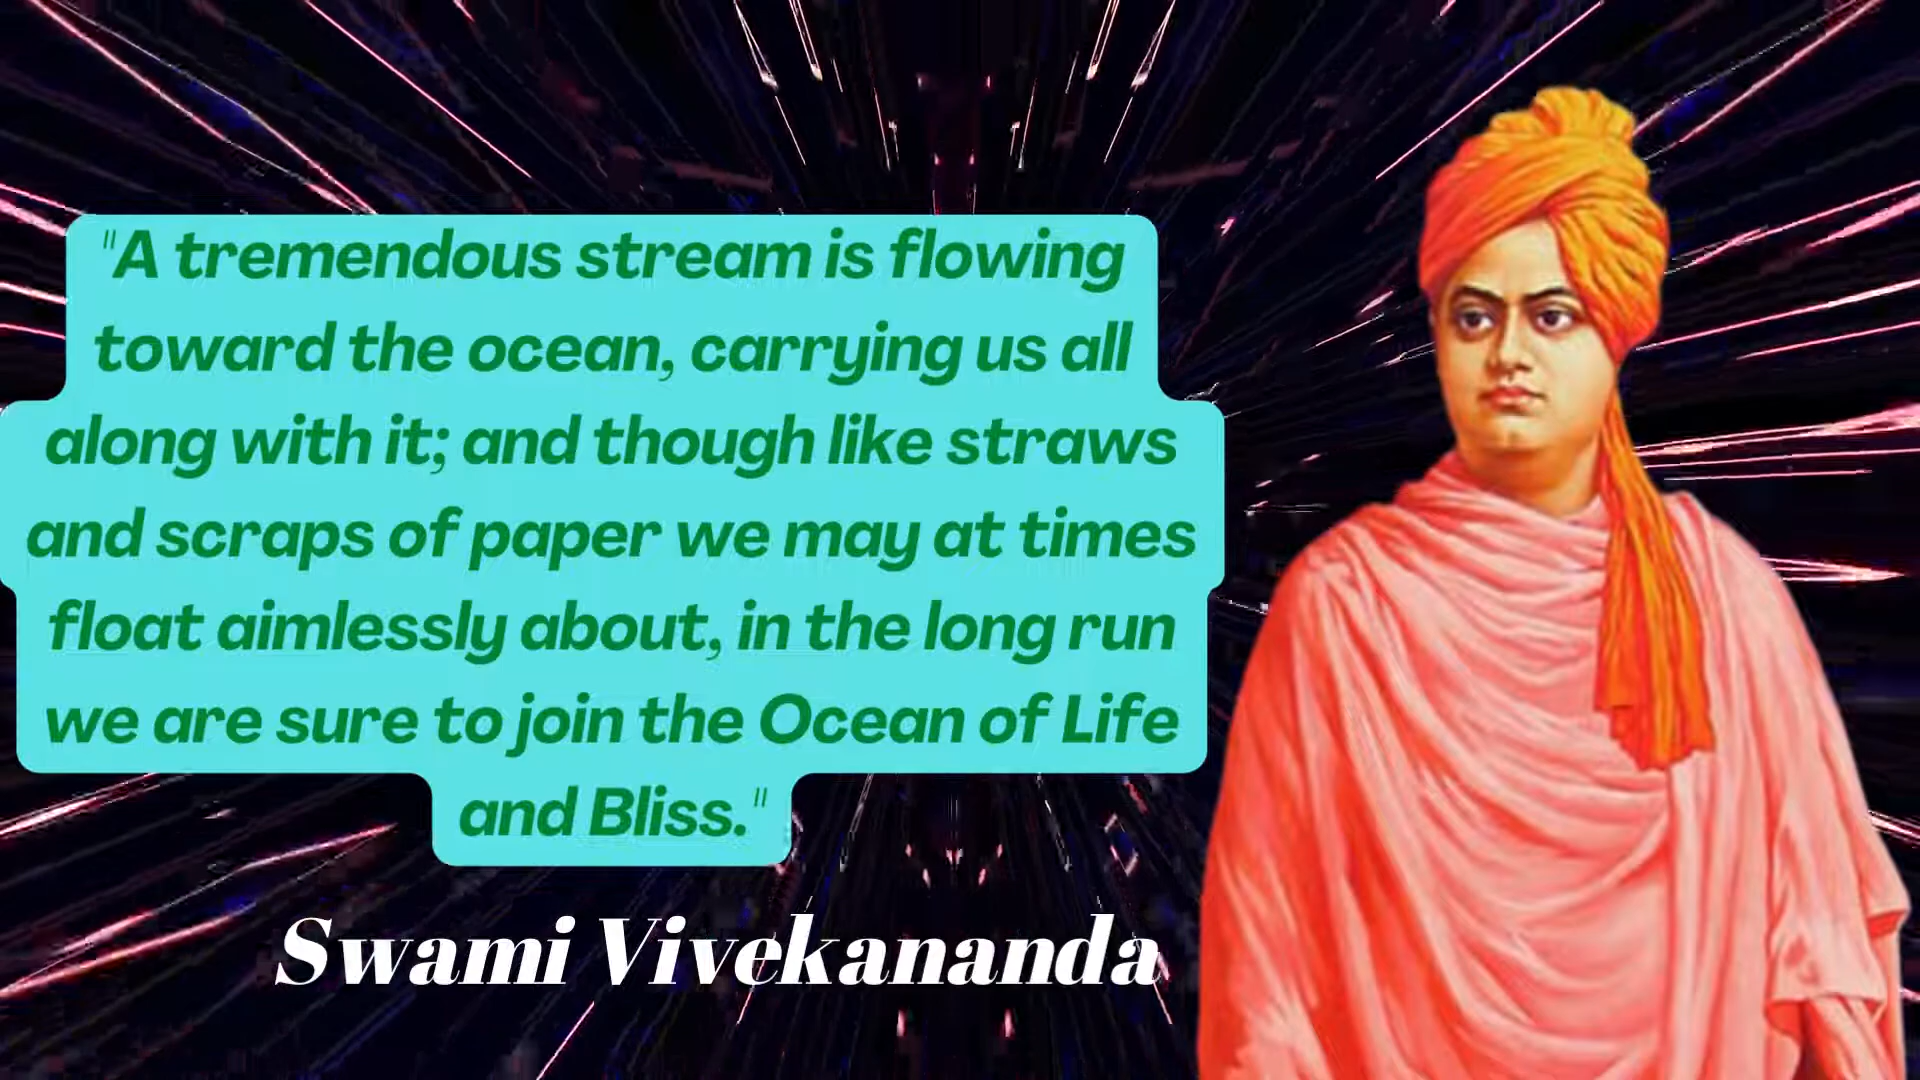 "A tremendous stream is flowing
toward the ocean, carrying us all
along with it; and though like straws
and scraps of paper we may at times
float aimlessly about, in the long run
we are sure to join the Ocean of Life
and Bliss."
Swami Vivekananda